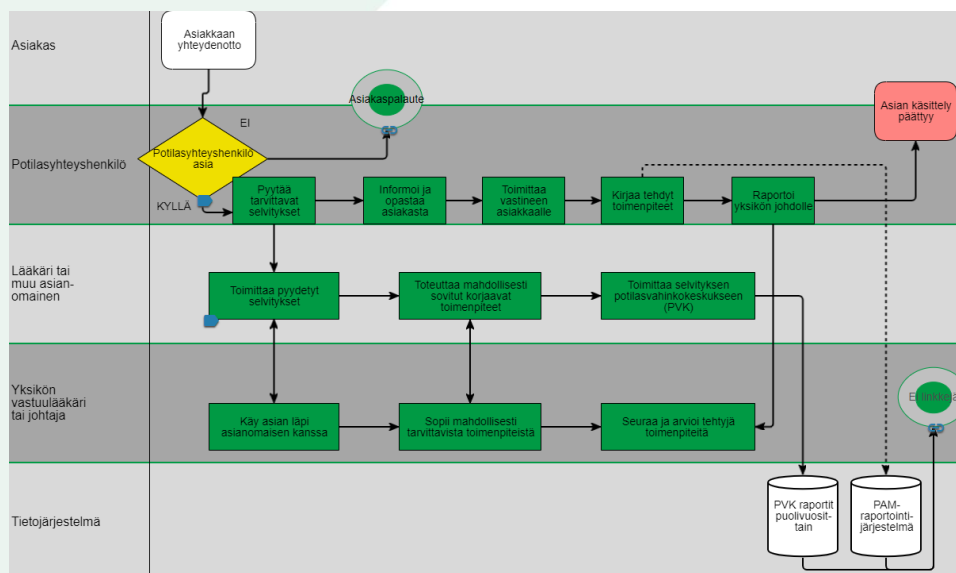 Asiakas
Asiakkaan
yhteydenotto
Asiakaspalaute
Asian käsittely
päättyy
Potilasyhteyshenkilö
EI
Potilasyhteyshenkilö
asia
KYLLÄ
Pyytää
tarvittavat
selvitykset
Informoi ja
opastaa
asiakasta
Toimittaa
vastineen
asiakkaalle
Kirjaa tehdyt
toimenpiteet
Raportoi
yksikön johdolle
Lääkäri tai
muu asian-
omainen
Toimittaa pyydetyt
selvitykset
Toteuttaa mahdollisesti
sovitut korjaavat
toimenpiteet
Toimittaa selvityksen
potilasvahinkokeskukseen
(PVK)
Yksikön
vastuulääkäri
tai johtaja
Käy asian läpi
asianomaisen kanssa
Sopii mahdollisesti
tarvittavista toimenpiteistä
Seuraa ja arvioi tehtyjä
toimenpiteitä
Ei linkkejä
Tietojärjestelmä
PVK raportit
puolivuosit-
tain
PAM-
raportointi-
järjestelmä